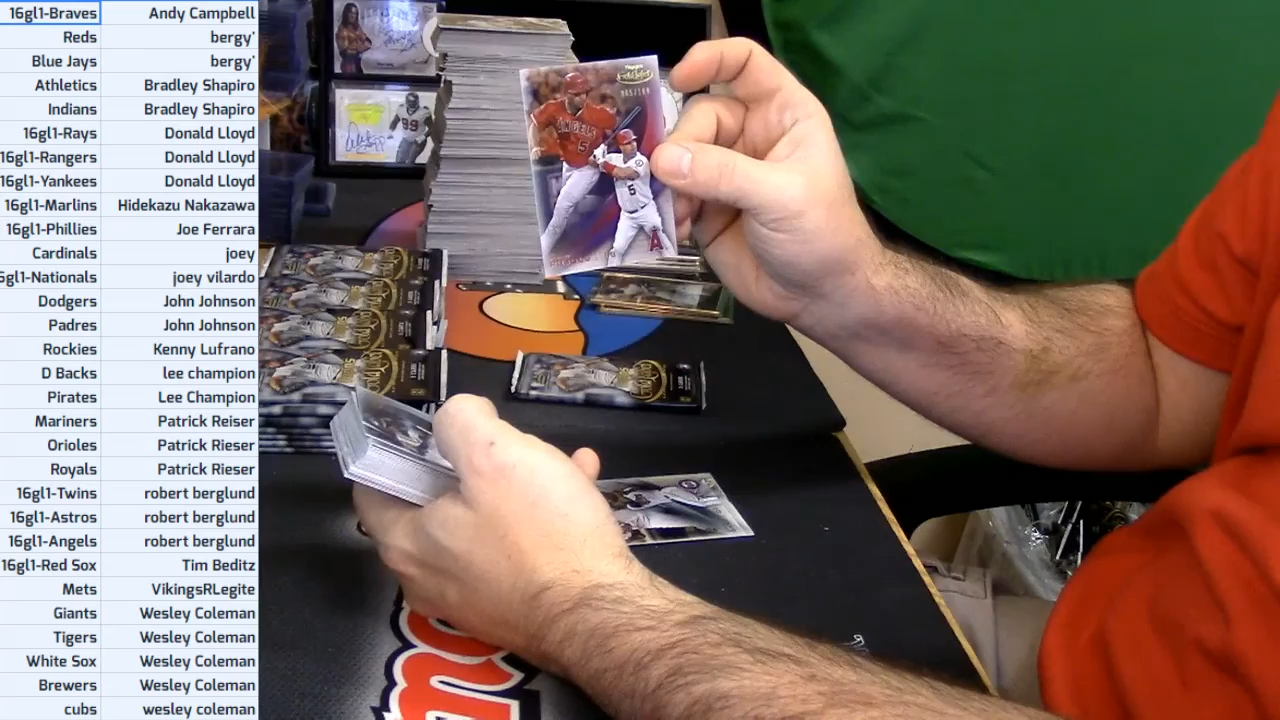 16gl1-Braves Andy Campbell
Reds bergy'
Blue Jays bergy'
Athletics Bradley Shapiro
Indians Bradley Shapiro
16gl1-Rays Donald Lloyd
16gl1-Rangers Donald Lloyd
16gl1-Yankees Donald Lloyd
16gl1-Marlins Hidekazu Nakazawa
16gl1-Phillies Joe Ferrara
Cardinals joey
6gl1-Nationals joey vilardo
Dodgers John Johnson
Padres John Johnson
Rockies Kenny Lufrano
D Backs lee champion
Pirates Lee Champion
Mariners Patrick Reiser
Orioles Patrick Rieser
Royals Patrick Rieser
16gl1-Twins robert berglund
16gl1-Astros robert berglund
16gl1-Angels robert berglund
16gl1-Red Sox Tim Beditz
Mets VikingsRLegite
Giants Wesley Coleman
Tigers Wesley Coleman
White Sox Wesley Coleman
Brewers Wesley Coleman
cubs wesley coleman
ANGELS
5
5
A
99